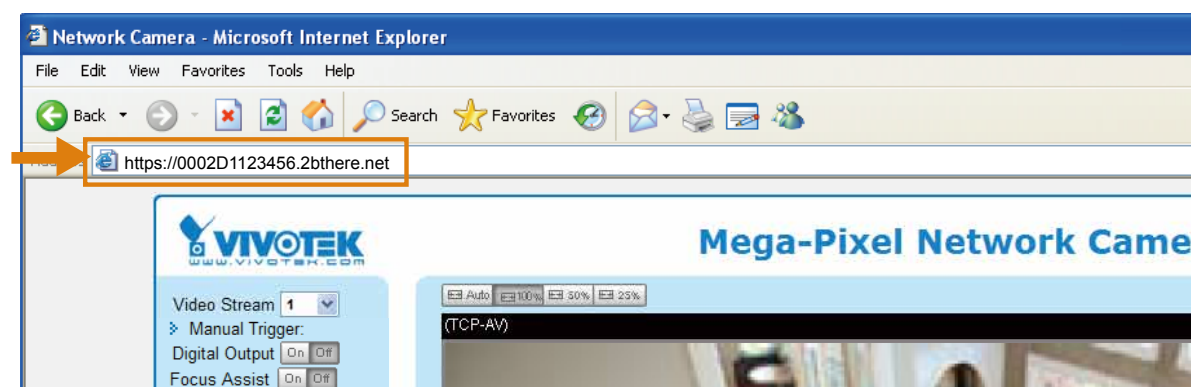 Network Camera - Microsoft Internet Explorer
File Edit View Favorites Tools Help
Back Search Favorites
https://0002D1123456.2bthere.net
VIVOTEK
www.vivotek.com
Mega-Pixel Network Came
Video Stream 1
Auto 100% 50% 25%
Manual Trigger:
(TCP-AV)
Digital Output On Off
Focus Assist On Off